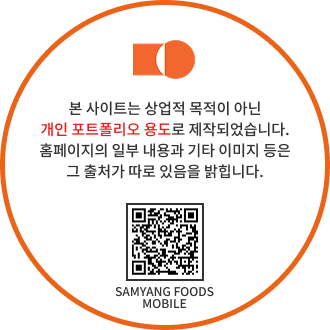 본 사이트는 상업적 목적이 아닌
개인 포트폴리오 용도로 제작되었습니다.
홈페이지의 일부 내용과 기타 이미지 등은
그 출처가 따로 있음을 밝힙니다.
SAMYANG FOODS
MOBILE